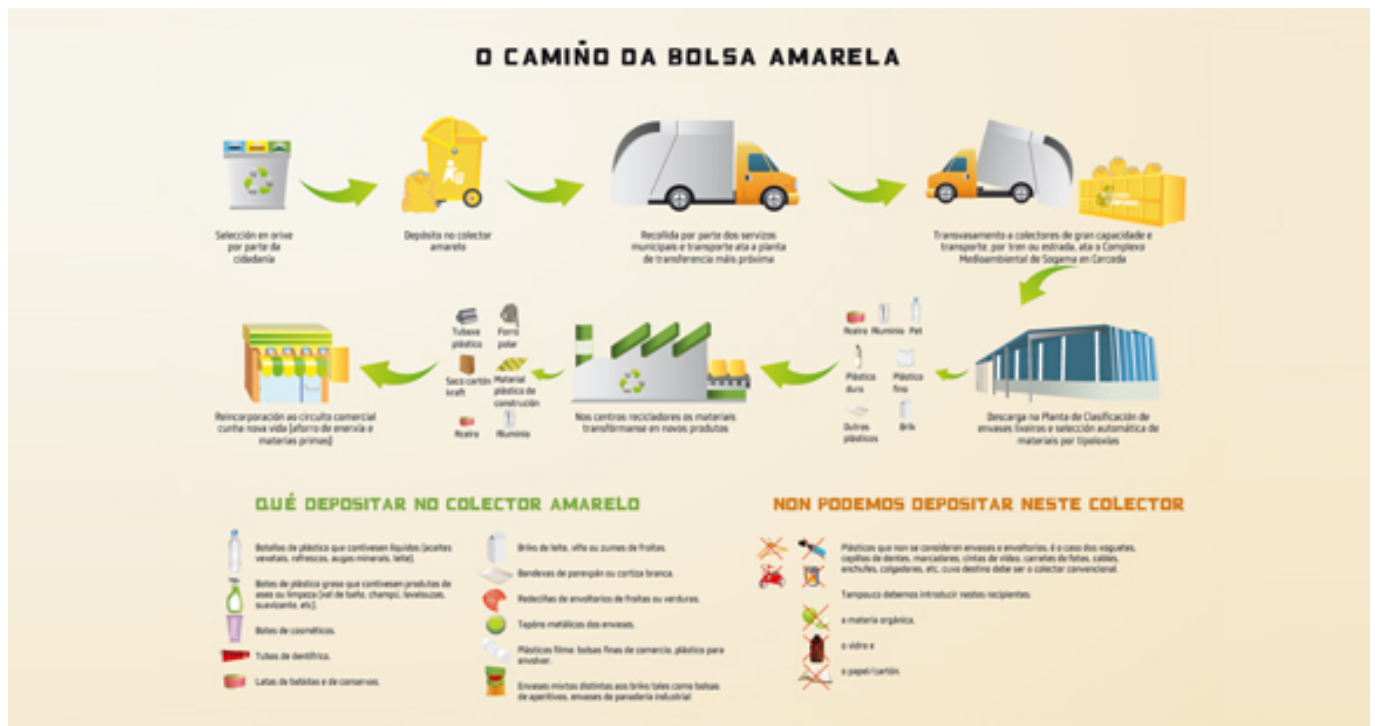 O CAMIÑO DA BOLSA AMARELA
Selección en orixe
por parte da
cidadanía
Depósito no colector
amarelo
Recollida por parte dos servizos
municipais e transporte ata a planta
de transferencia máis próxima
Transvasamento a colectores de gran capacidade e
transporte, por tren ou estrada, ata o Complexo
Medioambiental de Sogama en Cerceda
Reincorporación ao circuíto comercial
cunha nova vida (aforro de enerxía e
materias primas)
Tubaxe
plástico
Forro
polar
Saco cartón
kraft
Material
plástico de
construción
Aceiro
Aluminio
Nos centros recicladores os materiais
transfórmanse en novos produtos
Aceiro Aluminio Pet
Plástico
duro
Plástico
fino
Outros
plásticos
Brik
Descarga na Planta de Clasificación de
envases lixeiros e selección automática de
materiais por tipoloxías
QUÉ DEPOSITAR NO COLECTOR AMARELO
Botellas de plástico que contivesen líquidos (aceites
vexetais, refrescos, augas minerais, leite).
Botes de plástico groso que contivesen produtos de
aseo ou limpeza (xel de baño, champú, lavalouzas,
suavizante, etc).
Botes de cosméticos.
Tubos de dentífrico.
Latas de bebidas e de conservas.
Briks de leite, viño ou zumes de froitas.
Bandexas de porexpán ou cortiza branca.
Redeciñas de envoltorios de froitas ou verduras.
Tapóns metálicos dos envases.
Plásticos filme: bolsas finas de comercio, plástico para
envolver.
Envases mixtos distintos aos briks tales como bolsas
de aperitivos, envases de panadería industrial
NON PODEMOS DEPOSITAR NESTE COLECTOR
Plásticos que non se consideran envases e envoltorios, é o caso dos xoguetes,
cepillos de dentes, marcadores, cintas de vídeo, carretes de fotos, cables,
enchufes, colgadores, etc, cuxo destino debe ser o colector convencional.
Tampouco debemos introducir nestes recipientes:
a materia orgánica,
o vidro e
o papel/cartón.